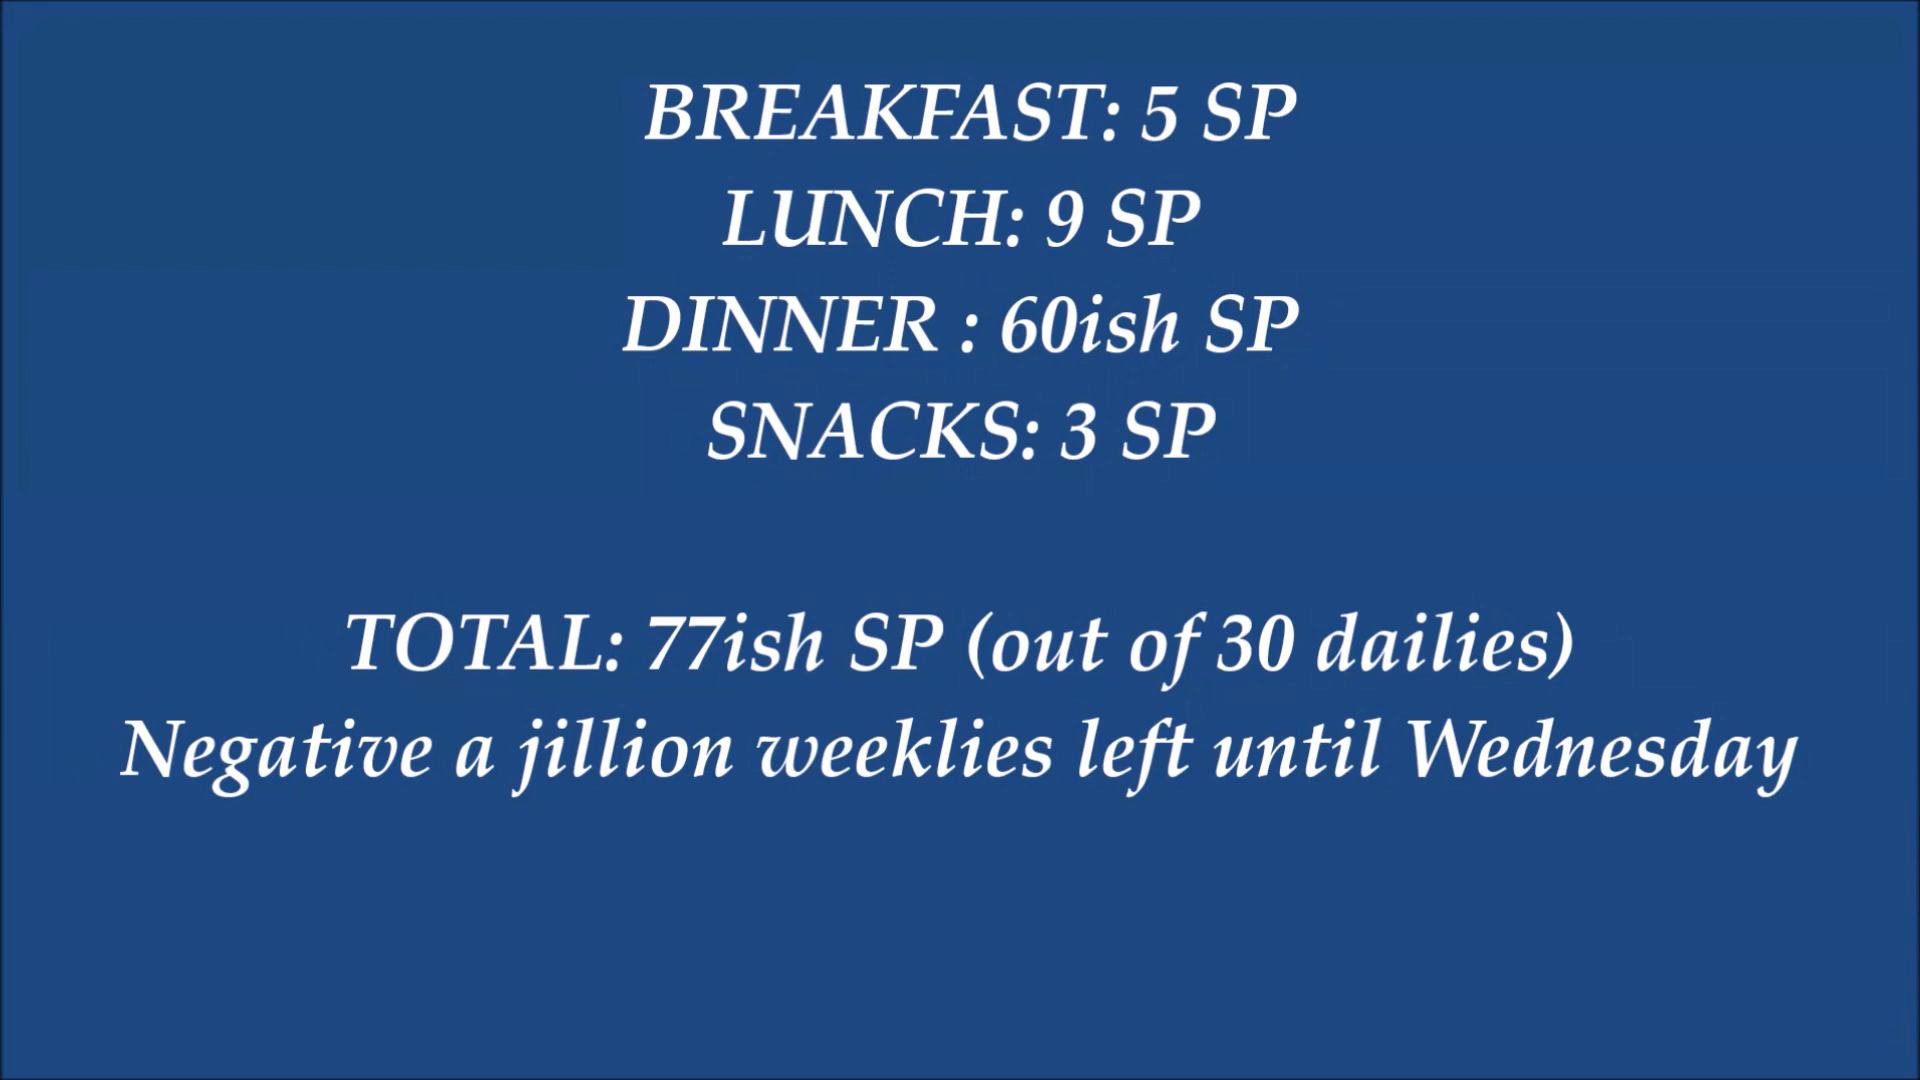 BREAKFAST: 5 SP
LUNCH: 9 SP
DINNER : 60ish SP
SNACKS: 3 SP
TOTAL: 77ish SP (out of 30 dailies)
Negative a jillion weeklies left until Wednesday